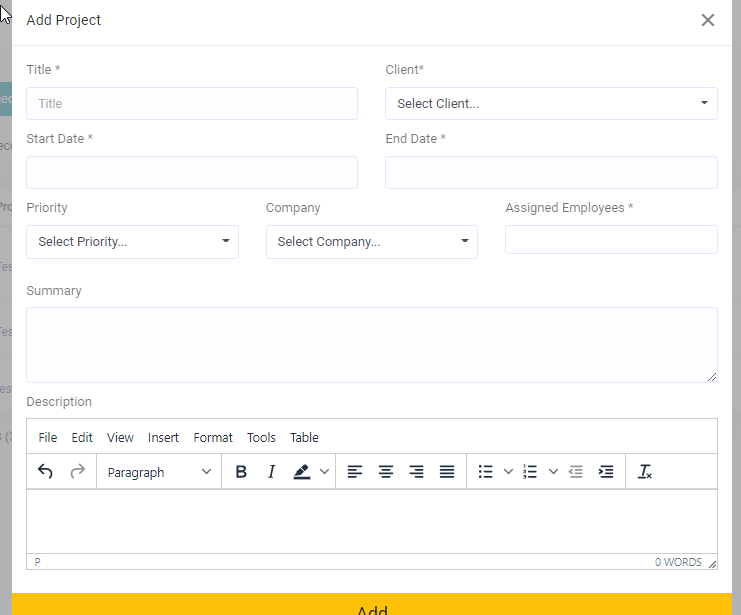 Add Project
Title *
Client*
Title
Select Client...
Start Date *
End Date *
Priority
Company
Assigned Employees *
Select Priority...
Select Company...
Summary
Description
File Edit View Insert Format Tools Table
Paragraph
P
0 WORDS
Add